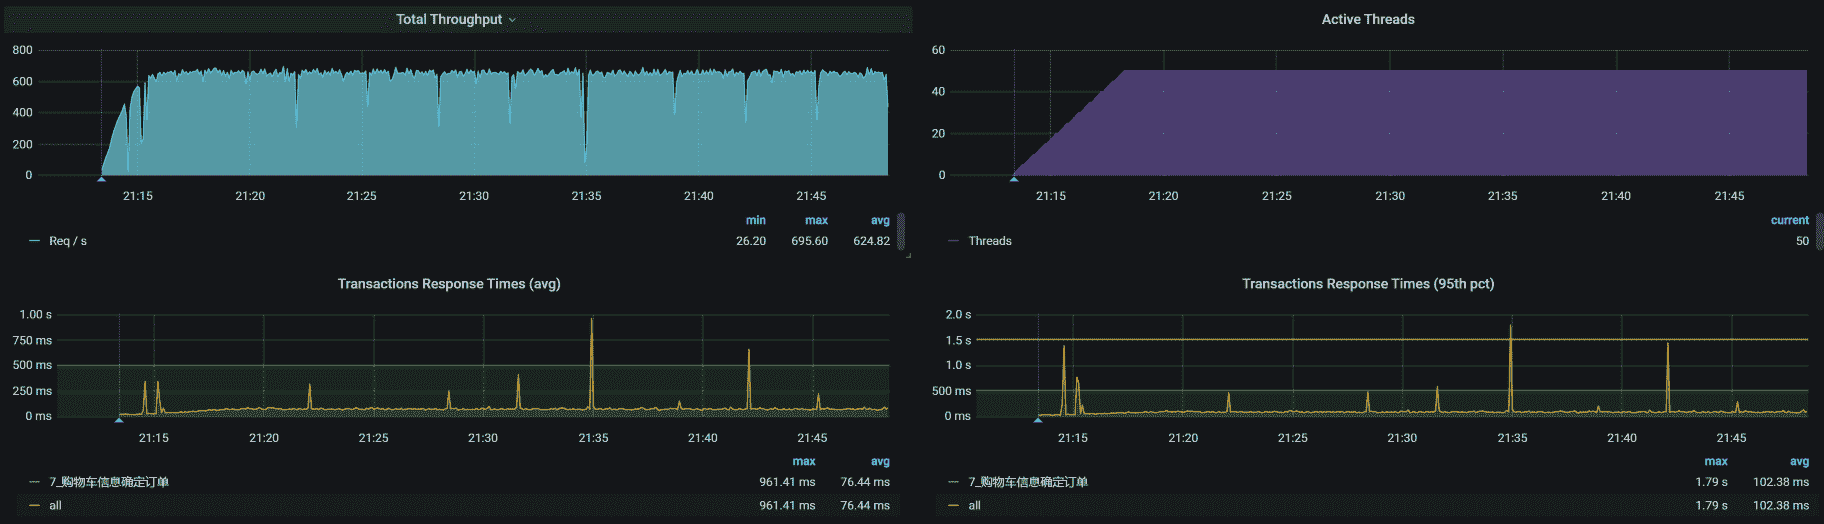 Total Throughput
800
600
400
200
0
21:15 21:20 21:25 21:30 21:35 21:40 21:45
min max avg
Req / s 26.20 695.60 624.82
Active Threads
60
40
20
0
21:15 21:20 21:25 21:30 21:35 21:40 21:45
current
Threads 50
Transactions Response Times (avg)
1.00 s
750 ms
500 ms
250 ms
0 ms
21:15 21:20 21:25 21:30 21:35 21:40 21:45
max avg
7_购物车信息确定订单 961.41 ms 76.44 ms
all 961.41 ms 76.44 ms
Transactions Response Times (95th pct)
2.0 s
1.5 s
1.0 s
500 ms
0 ms
21:15 21:20 21:25 21:30 21:35 21:40 21:45
max avg
7_购物车信息确定订单 1.79 s 102.38 ms
all 1.79 s 102.38 ms